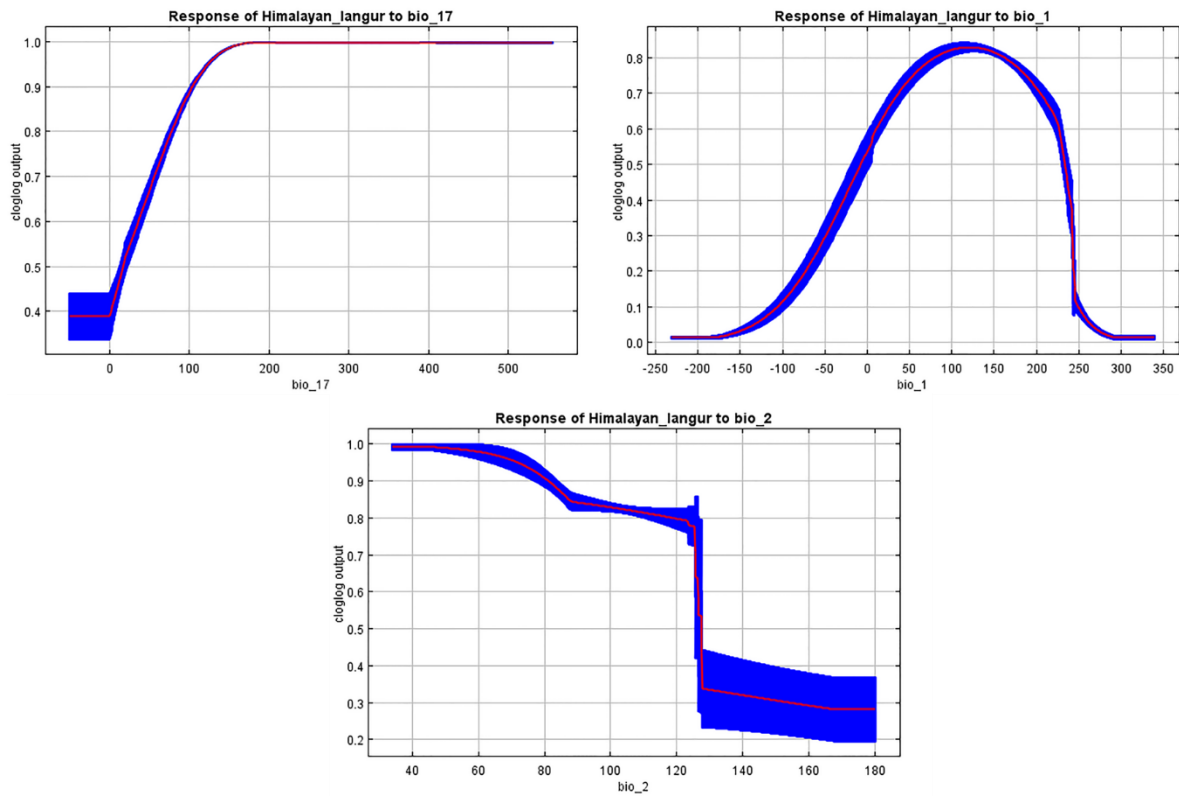 Response of Himalayan_langur to bio_17
1.0
0.9
0.8
0.7
0.6
0.5
0.4
cloglog output
0 100 200 300 400 500
bio_17
Response of Himalayan_langur to bio_1
0.8
0.7
0.6
0.5
0.4
0.3
0.2
0.1
0.0
cloglog output
-250 -200 -150 -100 -50 0 50 100 150 200 250 300 350
bio_1
Response of Himalayan_langur to bio_2
1.0
0.9
0.8
0.7
0.6
0.5
0.4
0.3
0.2
cloglog output
40 60 80 100 120 140 160 180
bio_2